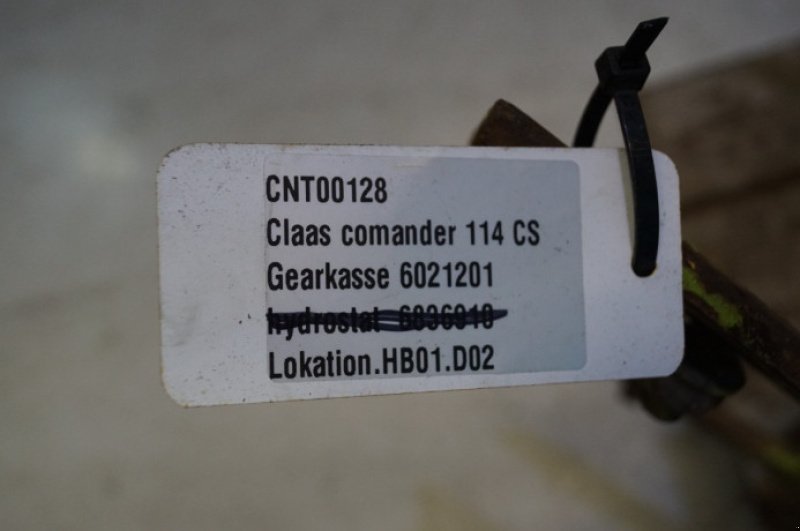 CNT00128
Claas comander 114 CS
Gearkasse 6021201
hydrostat
Lokation.HB01.D02